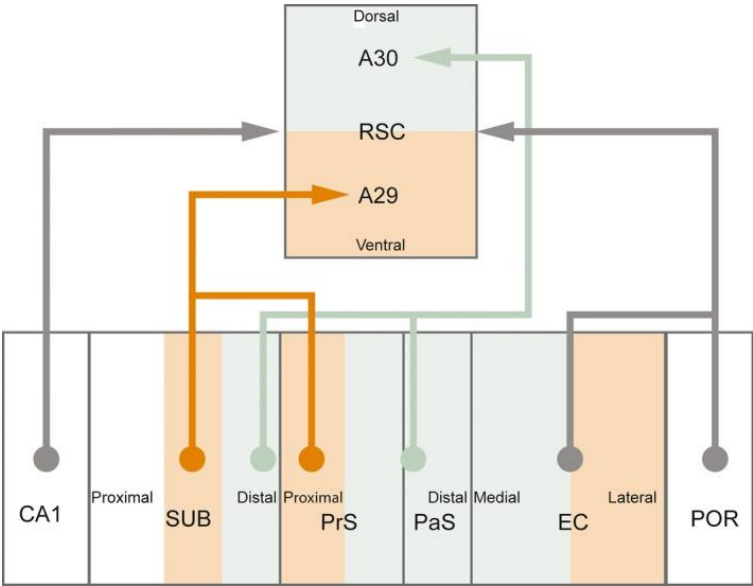 Dorsal
A30
RSC
A29
Ventral
Proximal
Distal
Proximal
Distal
Medial
Lateral
CA1
SUB
PrS
PaS
EC
POR